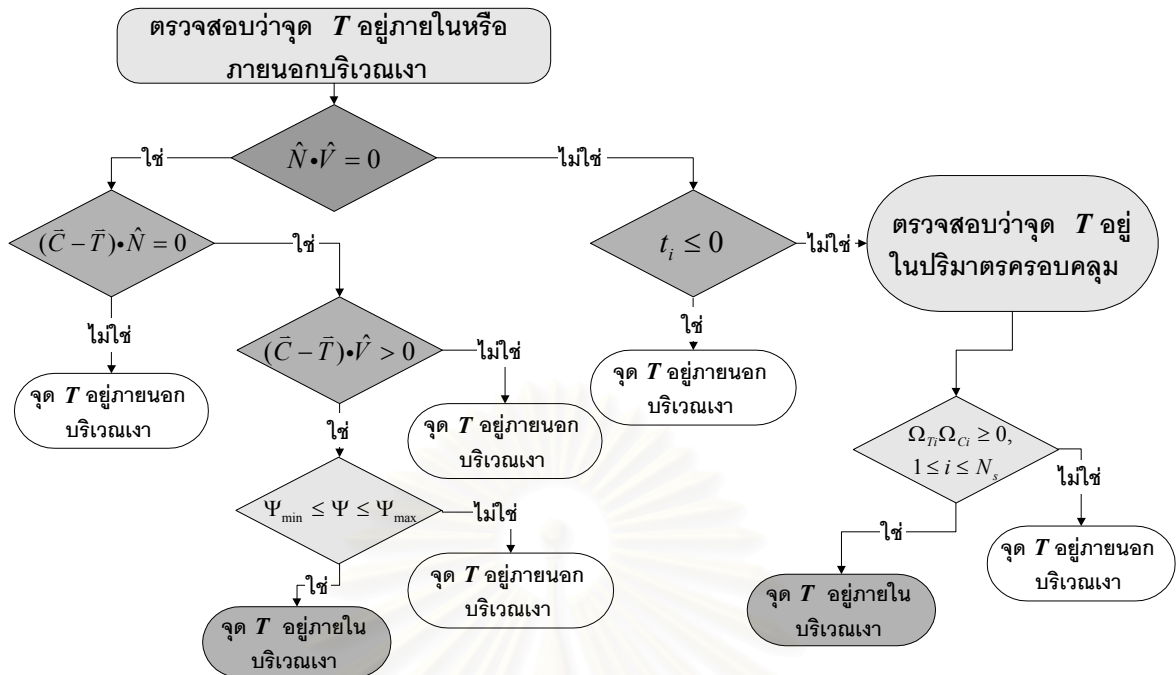 ตรวจสอบว่าจุด T อยู่ภายในหรือ
ภายนอกบริเวณเงา
N̂•V̂ = 0
ใช่
ไม่ใช่
(C⃗ − T⃗)•N̂ = 0
ใช่
ไม่ใช่
จุด T อยู่ภายนอก
บริเวณเงา
(C⃗ − T⃗)•V̂ > 0
ไม่ใช่
จุด T อยู่ภายนอก
บริเวณเงา
ใช่
Ψmin ≤ Ψ ≤ Ψmax
ไม่ใช่
จุด T อยู่ภายนอก
บริเวณเงา
ใช่
จุด T อยู่ภายใน
บริเวณเงา
tᵢ ≤ 0
ไม่ใช่
ใช่
จุด T อยู่ภายนอก
บริเวณเงา
ตรวจสอบว่าจุด T อยู่
ในปริมาตรครอบคลุม
Ω_Ti Ω_Ci ≥ 0,
1 ≤ i ≤ N_s
ไม่ใช่
จุด T อยู่ภายนอก
บริเวณเงา
ใช่
จุด T อยู่ภายใน
บริเวณเงา